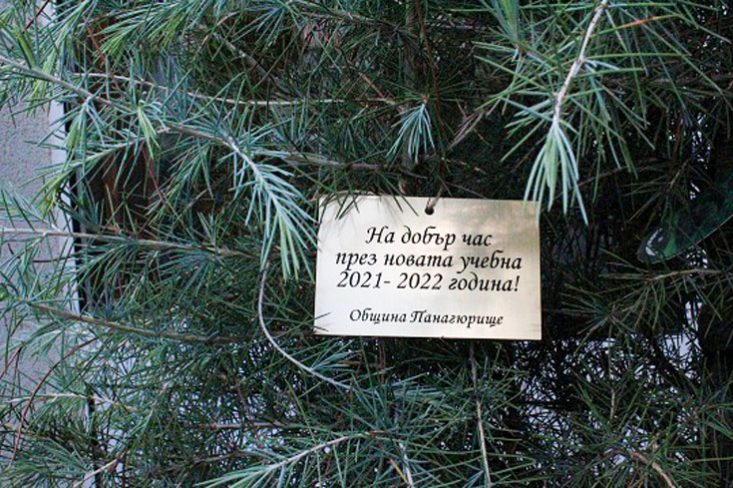 На добър час
през новата учебна
2021- 2022 година!
Община Панагюрище